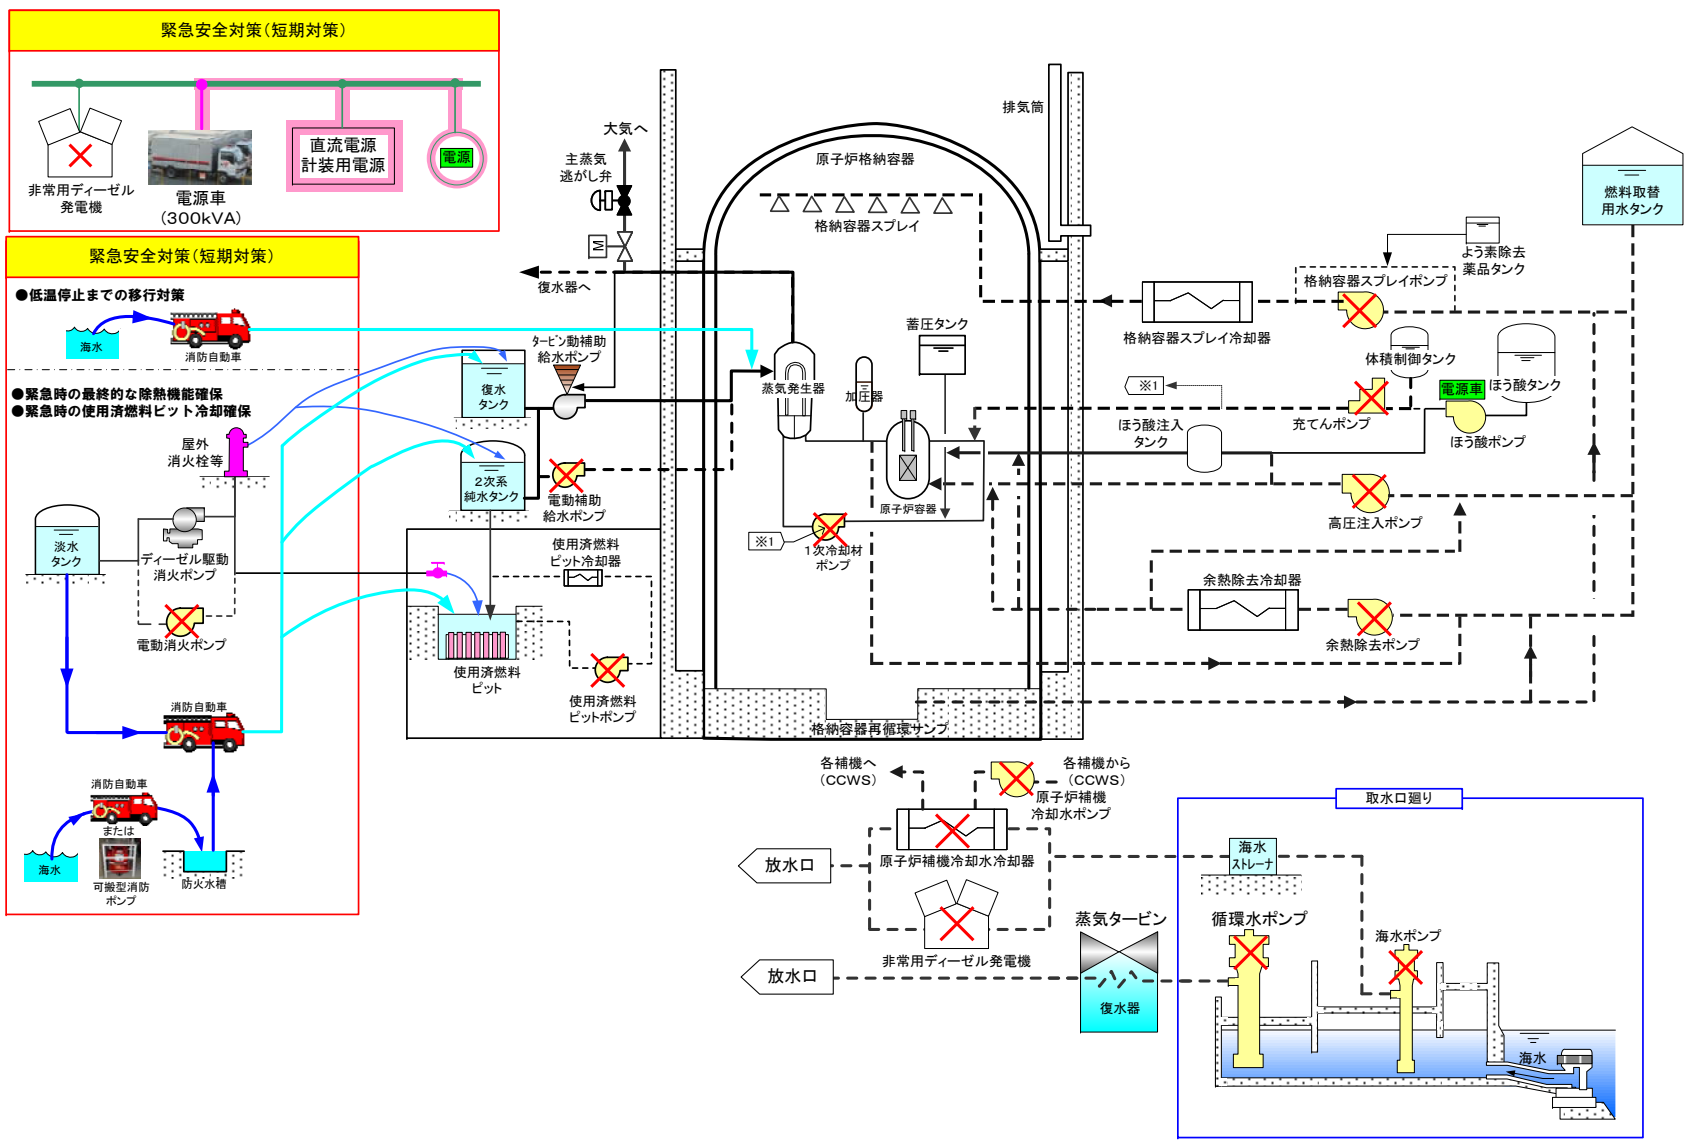 緊急安全対策(短期対策)
非常用ディーゼル
発電機
電源車
(300kVA)
直流電源
計装用電源
電源
緊急安全対策(短期対策)
●低温停止までの移行対策
海水
消防自動車
●緊急時の最終的な除熱機能確保
●緊急時の使用済燃料ピット冷却確保
屋外
消火栓等
淡水
タンク
ディーゼル駆動
消火ポンプ
電動消火ポンプ
消防自動車
消防自動車
または
海水
可搬型消防
ポンプ
防火水槽
大気へ
主蒸気
逃がし弁
M
復水器へ
タービン動補助
給水ポンプ
復水
タンク
2次系
純水タンク
電動補助
給水ポンプ
使用済燃料
ピット冷却器
使用済燃料
ピット
使用済燃料
ピットポンプ
排気筒
原子炉格納容器
格納容器スプレイ
蓄圧タンク
蒸気発生器
加圧器
原子炉容器
※1
1次冷却材
ポンプ
格納容器再循環サンプ
燃料取替
用水タンク
よう素除去
薬品タンク
格納容器スプレイポンプ
格納容器スプレイ冷却器
体積制御タンク
※1
電源車
ほう酸タンク
充てんポンプ
ほう酸ポンプ
ほう酸注入
タンク
高圧注入ポンプ
余熱除去冷却器
余熱除去ポンプ
各補機へ
(CCWS)
各補機から
(CCWS)
原子炉補機
冷却水ポンプ
放水口
原子炉補機冷却水冷却器
非常用ディーゼル発電機
放水口
蒸気タービン
復水器
取水口廻り
海水
ストレーナ
循環水ポンプ
海水ポンプ
海水